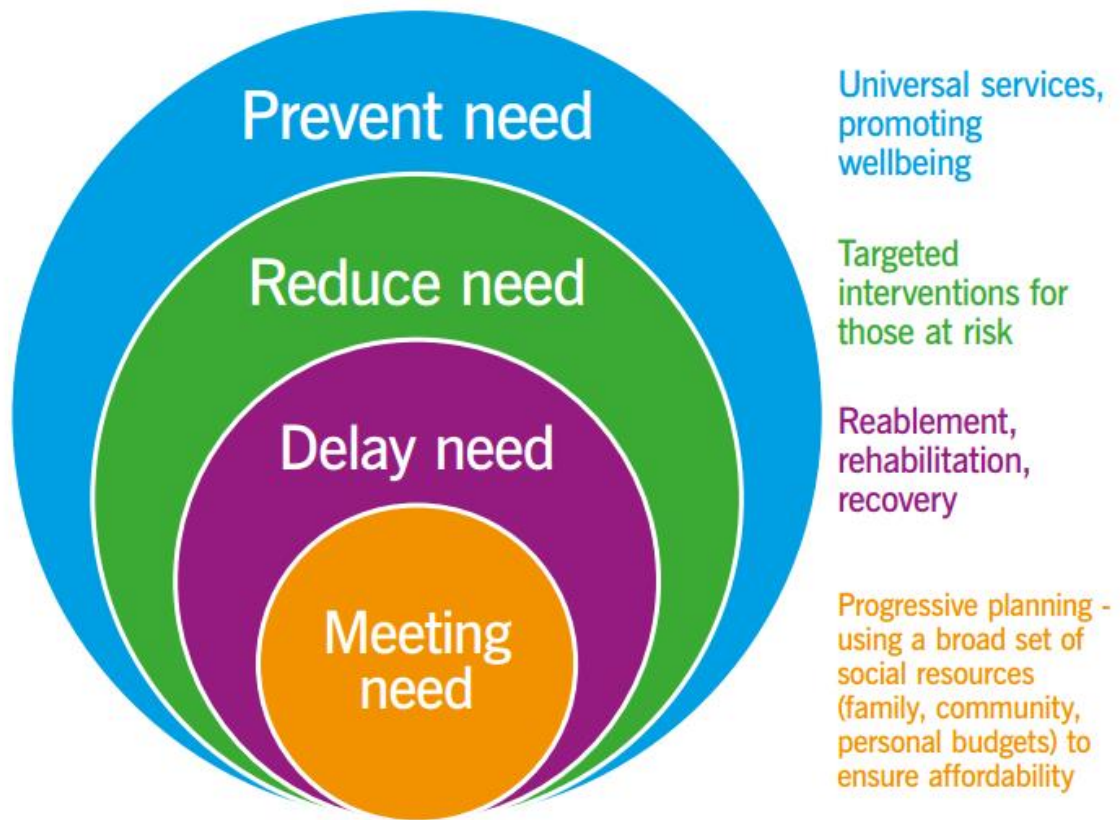 Prevent need
Universal services,
promoting
wellbeing
Reduce need
Targeted
interventions for
those at risk
Delay need
Reablement,
rehabilitation,
recovery
Meeting
need
Progressive planning -
using a broad set of
social resources
(family, community,
personal budgets) to
ensure affordability